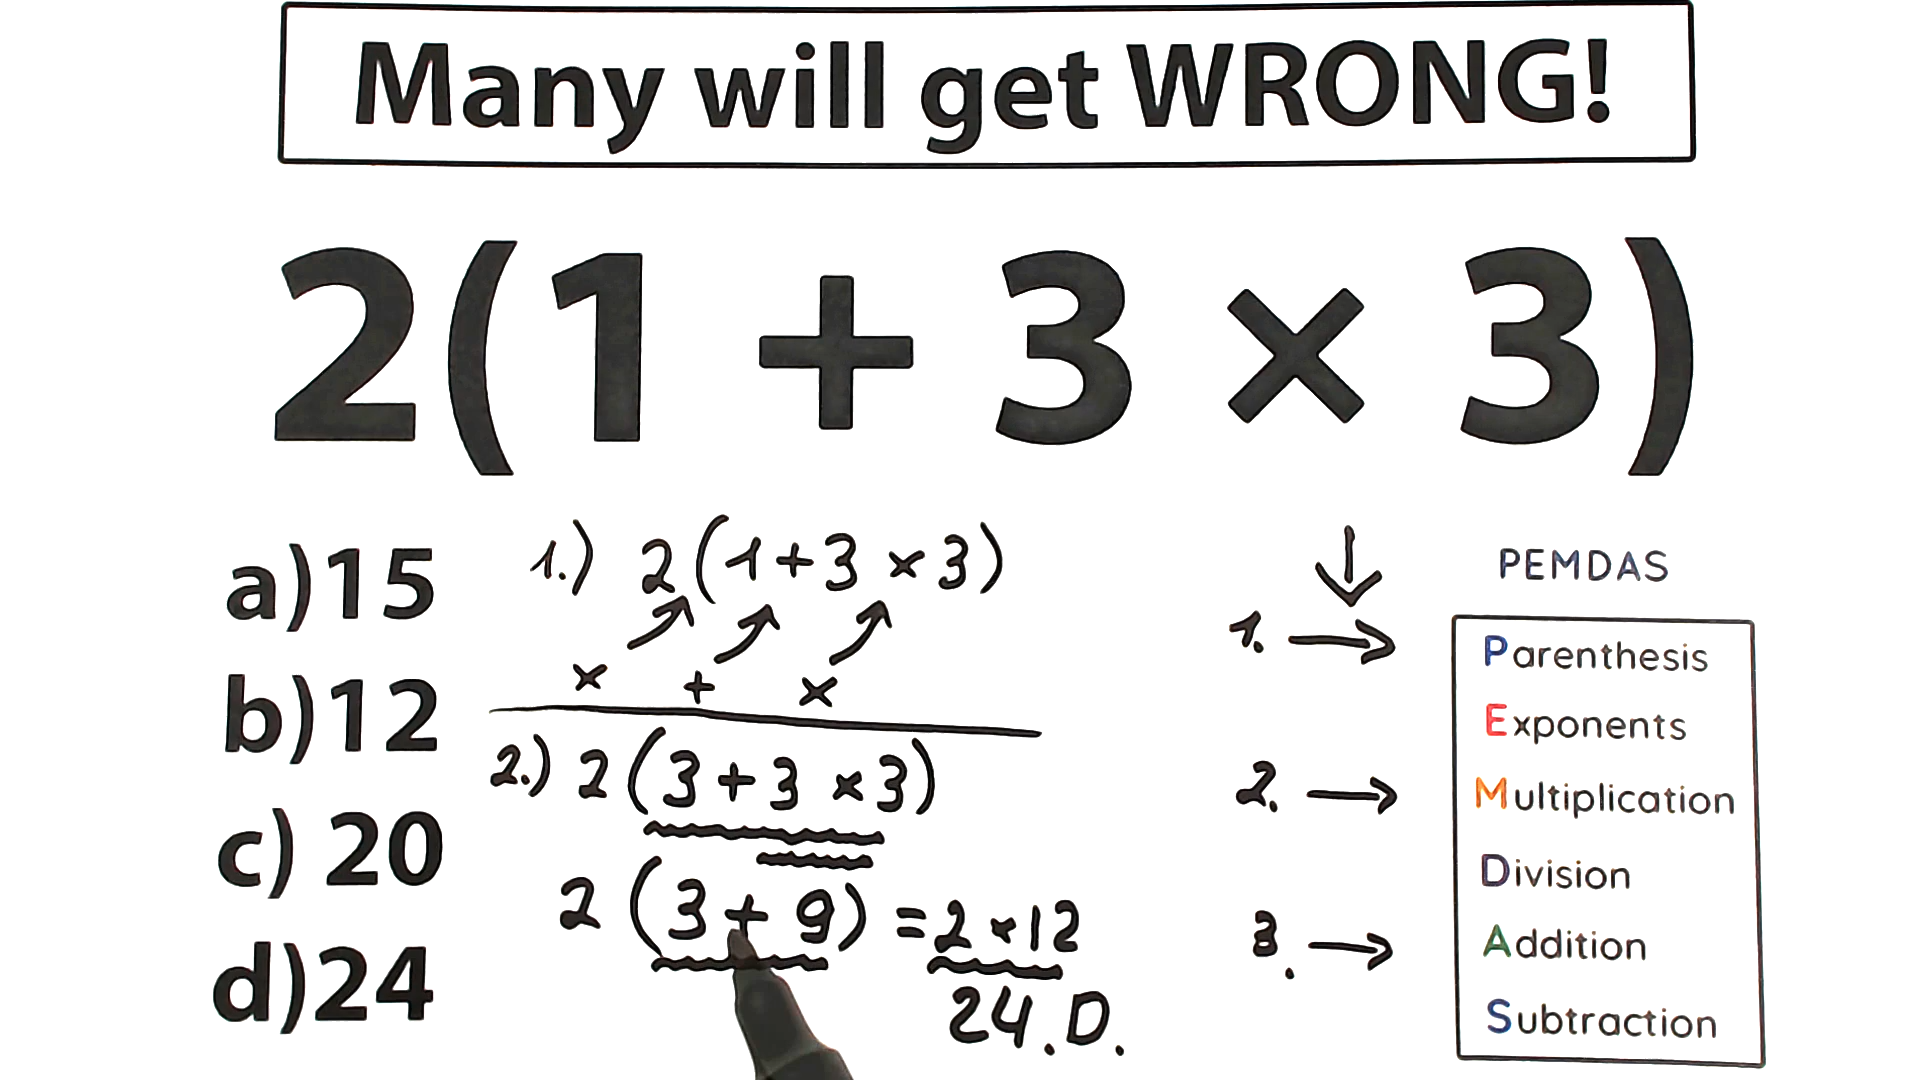 Many will get WRONG!
2(1 + 3 × 3)
a)15
b)12
c) 20
d)24
1.) 2(1+3 × 3)
× + ×
2.) 2(3+3 ×3)
2 (3 + 9) = 2 × 12
24. D.
PEMDAS
1. → Parenthesis
Exponents
2. → Multiplication
Division
3. → Addition
Subtraction